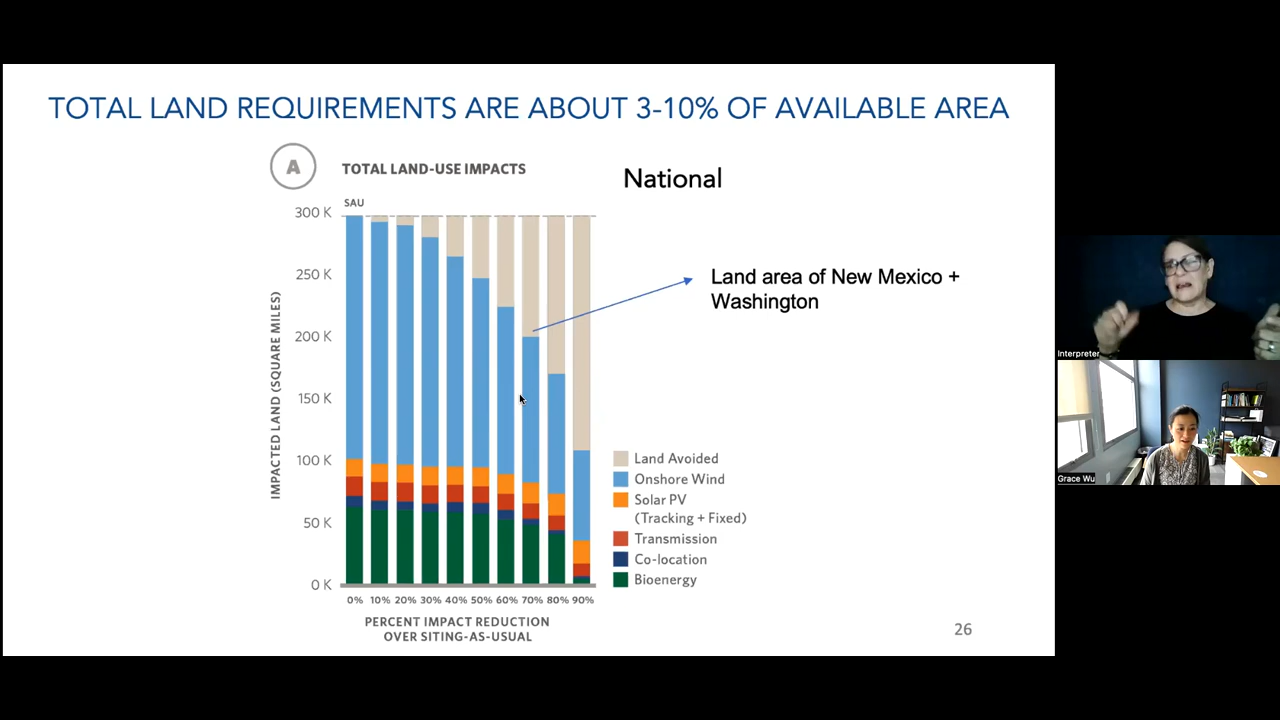 TOTAL LAND REQUIREMENTS ARE ABOUT 3-10% OF AVAILABLE AREA
A
TOTAL LAND-USE IMPACTS
National
SAU
300 K
250 K
200 K
150 K
100 K
50 K
0 K
IMPACTED LAND (SQUARE MILES)
Land area of New Mexico +
Washington
Land Avoided
Onshore Wind
Solar PV
(Tracking + Fixed)
Transmission
Co-location
Bioenergy
0% 10% 20% 30% 40% 50% 60% 70% 80% 90%
PERCENT IMPACT REDUCTION
OVER SITING-AS-USUAL
26
Interpreter
Grace Wu